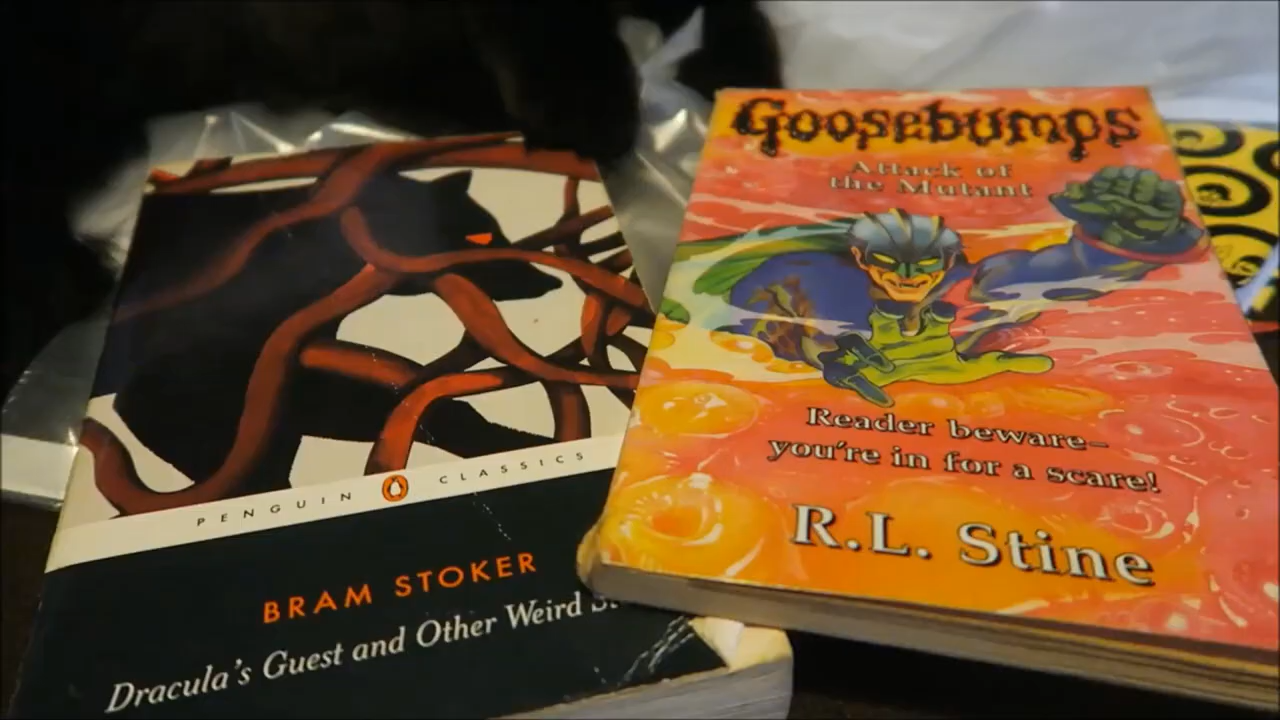 PENGUIN CLASSICS
BRAM STOKER
Dracula's Guest and Other Weird
Goosebumps
Attack of
the Mutant
Reader beware–
you're in for a scare!
R.L. Stine